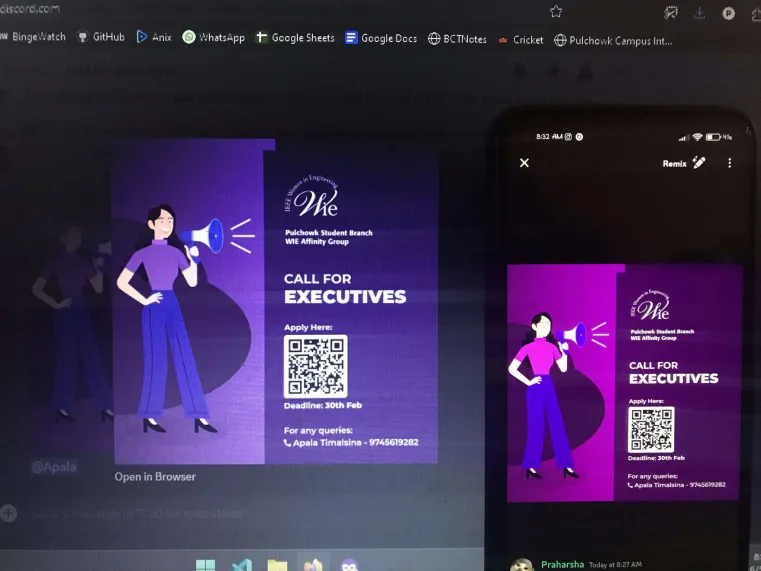 discord.com
BingeWatch GitHub Anix WhatsApp Google Sheets Google Docs BCTNotes Cricket Pulchowk Campus Int...
IEEE Women in Engineering
WIE
Pulchowk Student Branch
WIE Affinity Group
CALL FOR
EXECUTIVES
Apply Here:
Deadline: 30th Feb
For any queries:
Apala Timalsina - 9745619282
@Apala
Open in Browser
8:32 AM
Remix
IEEE Women in Engineering
WIE
Pulchowk Student Branch
WIE Affinity Group
CALL FOR
EXECUTIVES
Apply Here:
Deadline: 30th Feb
For any queries:
Apala Timalsina - 9745619282
Praharsha Today at 8:27 AM